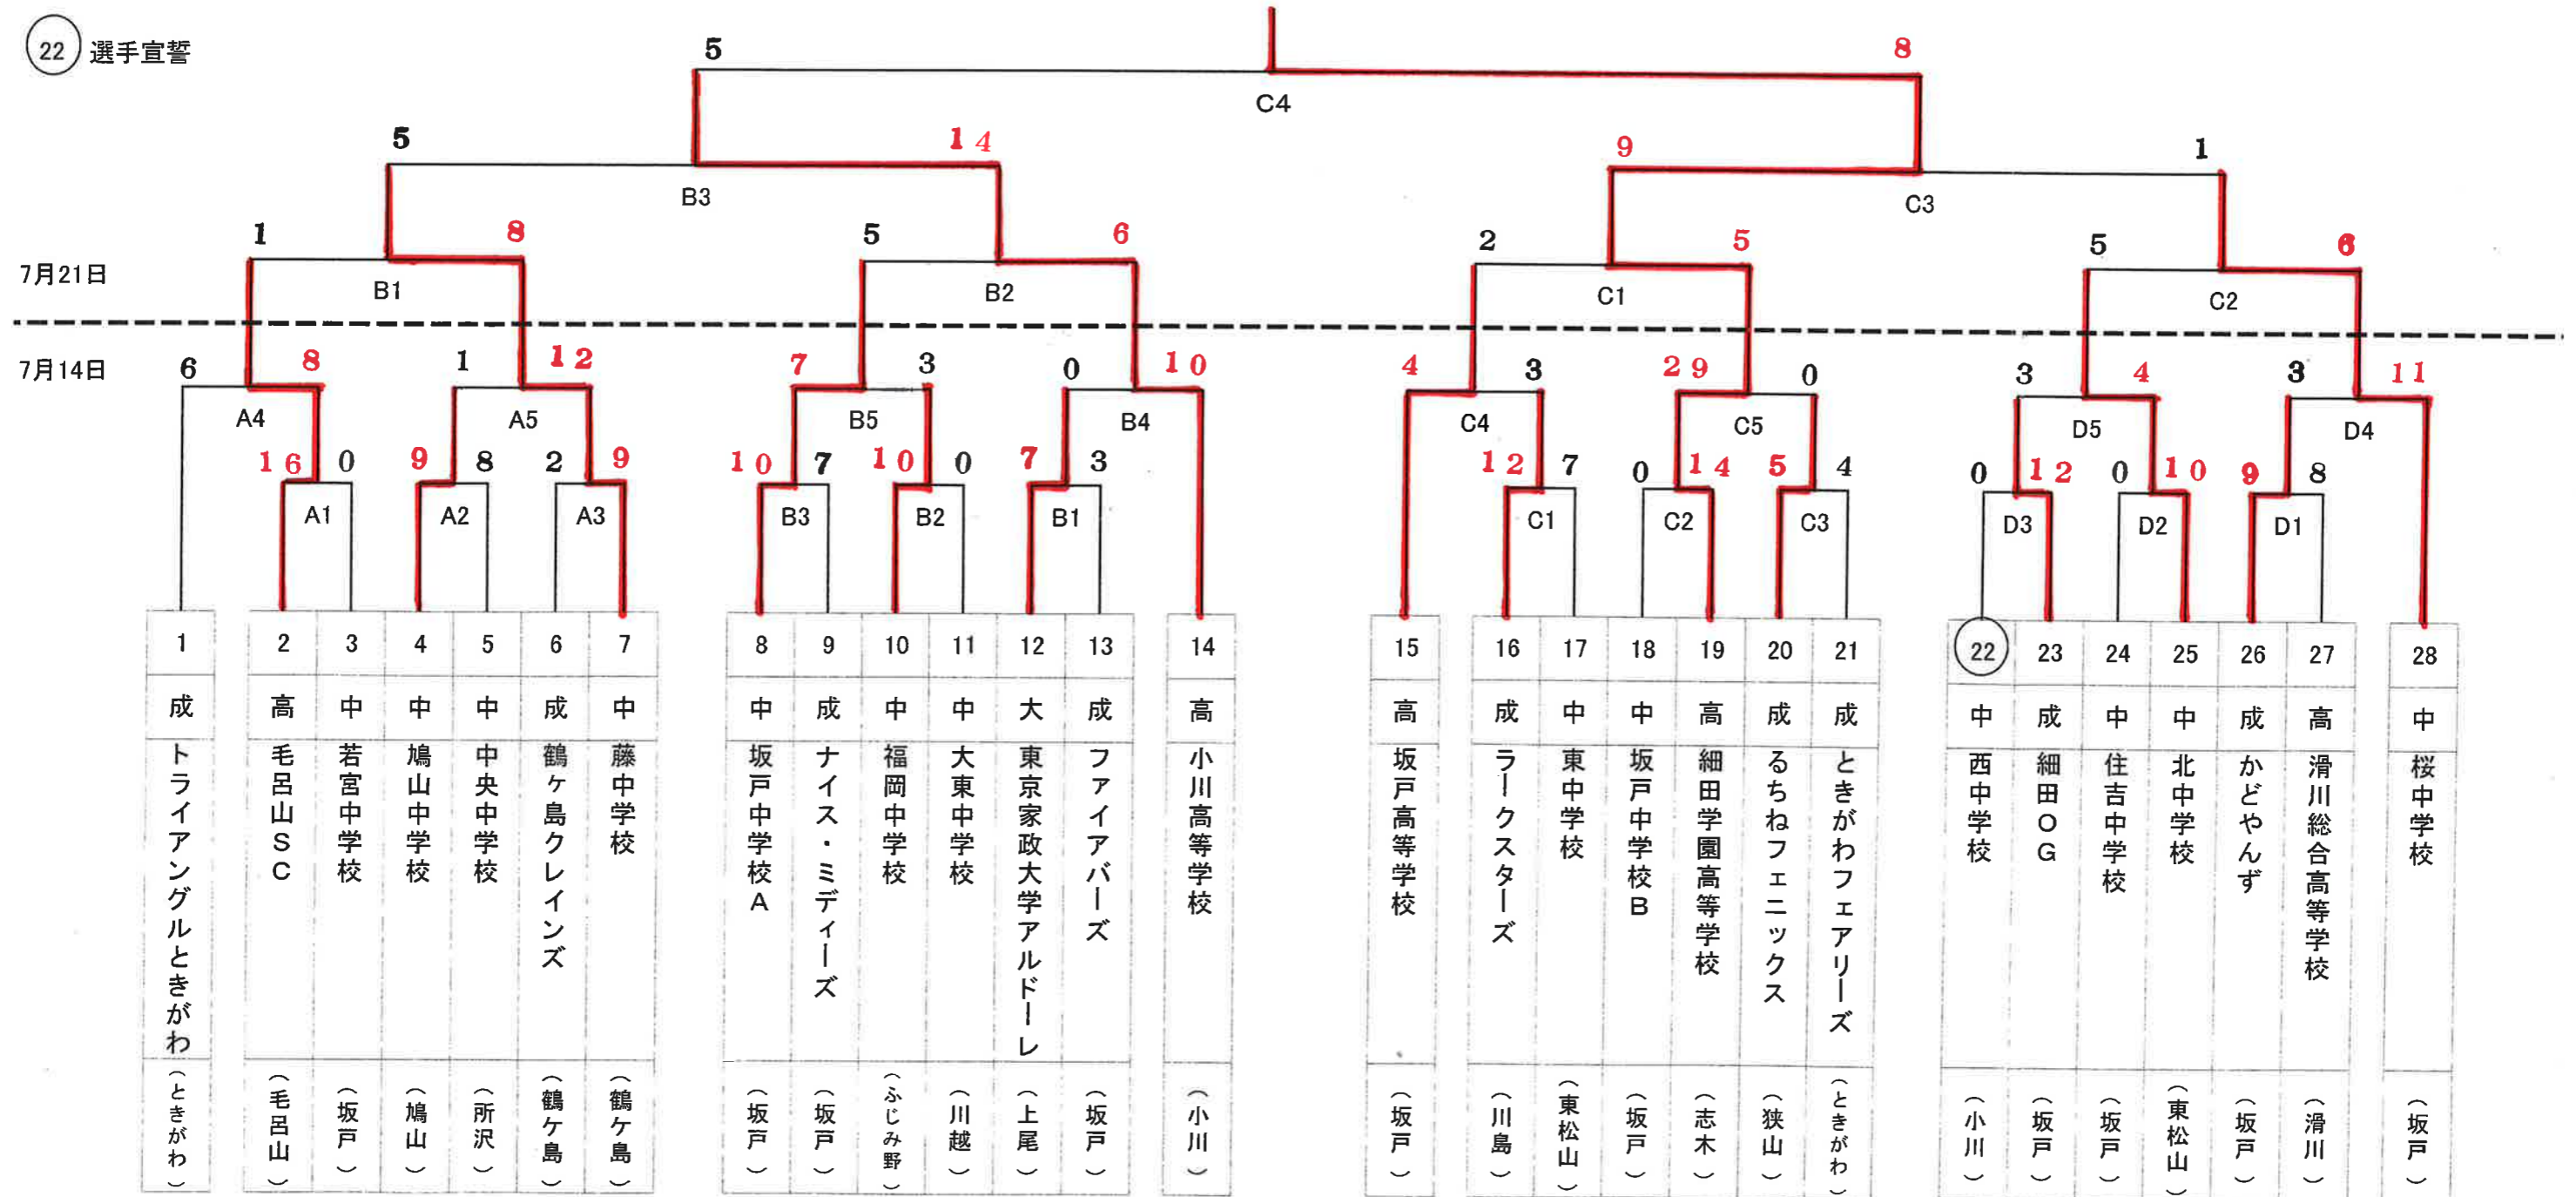 22 選手宣誓
5 8
C4
5 14 9 1
B3 C3
1 8 5 6 2 5 5 6
7月21日
B1 B2 C1 C2
7月14日
6 8 1 12 7 3 0 10 4 3 29 0 3 4 3 11
A4 A5 B5 B4 C4 C5 D5 D4
16 0 9 8 2 9 10 7 10 0 7 3 12 7 0 14 5 4 0 12 0 10 9 8
A1 A2 A3 B3 B2 B1 C1 C2 C3 D3 D2 D1
1 2 3 4 5 6 7 8 9 10 11 12 13 14 15 16 17 18 19 20 21 22 23 24 25 26 27 28
成 高 中 中 中 成 中 中 成 中 中 大 成 高 高 成 中 中 高 成 成 中 成 中 中 成 高 中
トライアングルときがわ
毛呂山SC
若宮中学校
鳩山中学校
中央中学校
鶴ヶ島クレインズ
藤中学校
坂戸中学校A
ナイス・ミディーズ
福岡中学校
大東中学校
東京家政大学アルドーレ
ファイアバーズ
小川高等学校
坂戸高等学校
ラークスターズ
東中学校
坂戸中学校B
細田学園高等学校
るちねフェニックス
ときがわフェアリーズ
西中学校
細田OG
住吉中学校
北中学校
かどやんず
滑川総合高等学校
桜中学校
(ときがわ)
(毛呂山)
(坂戸)
(鳩山)
(所沢)
(鶴ケ島)
(鶴ケ島)
(坂戸)
(坂戸)
(ふじみ野)
(川越)
(上尾)
(坂戸)
(小川)
(坂戸)
(川島)
(東松山)
(坂戸)
(志木)
(狭山)
(ときがわ)
(小川)
(坂戸)
(坂戸)
(東松山)
(坂戸)
(滑川)
(坂戸)